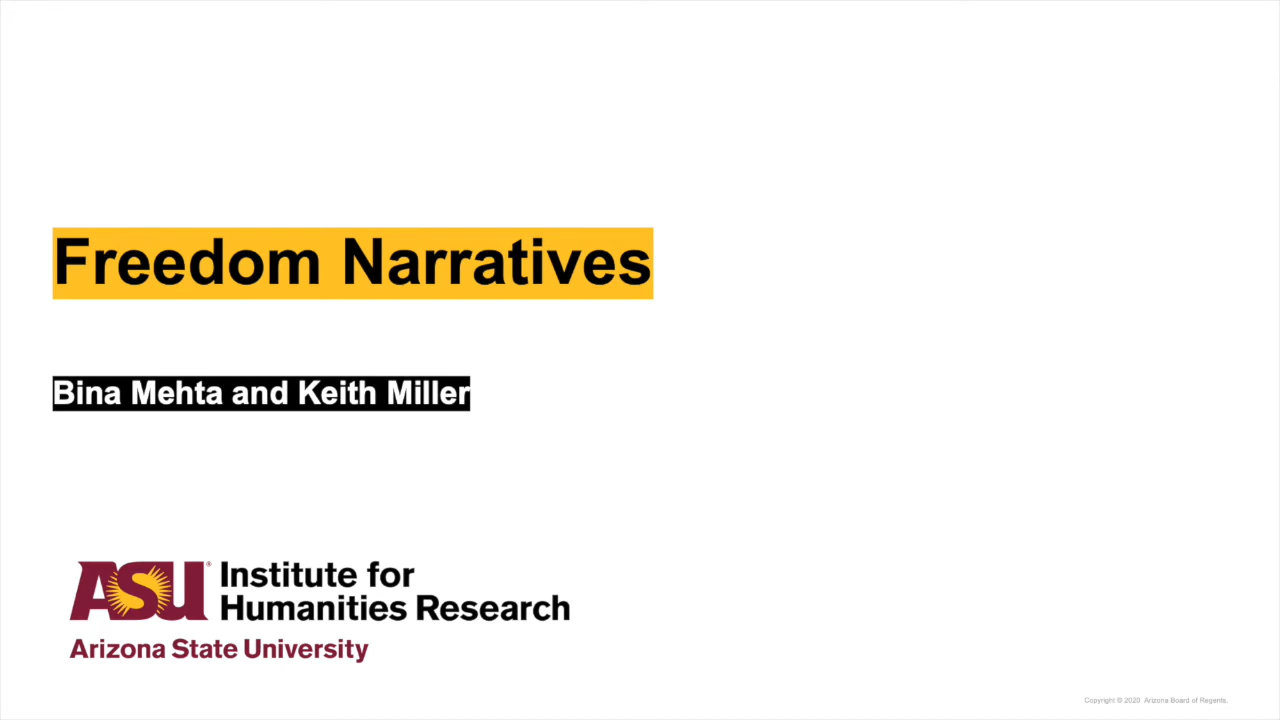 Freedom Narratives
Bina Mehta and Keith Miller
ASU® Institute for
Humanities Research
Arizona State University
Copyright © 2020 Arizona Board of Regents.